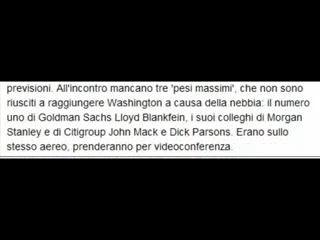 previsioni. All'incontro mancano tre 'pesi massimi', che non sono
riusciti a raggiungere Washington a causa della nebbia: il numero
uno di Goldman Sachs Lloyd Blankfein, i suoi colleghi di Morgan
Stanley e di Citigroup John Mack e Dick Parsons. Erano sullo
stesso aereo, prenderanno per videoconferenza.